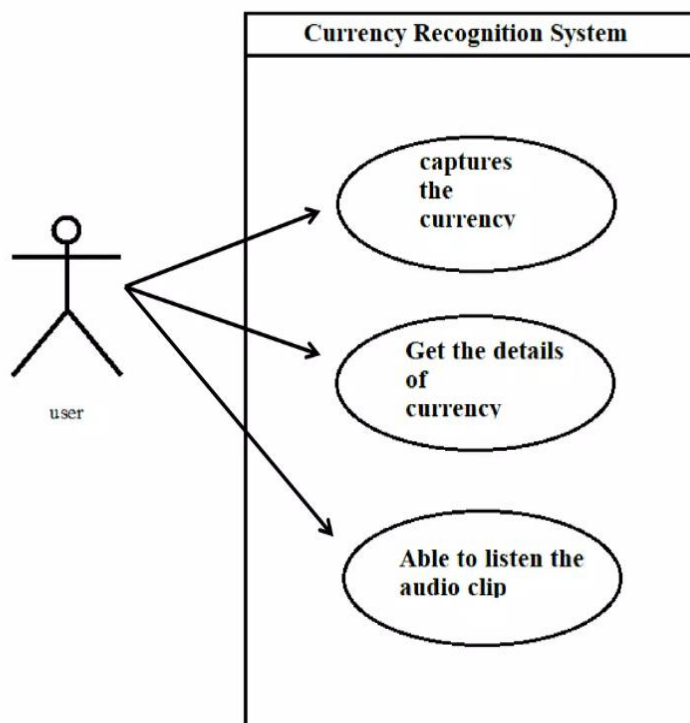 Currency Recognition System
captures
the
currency
user
Get the details
of
currency
Able to listen the
audio clip